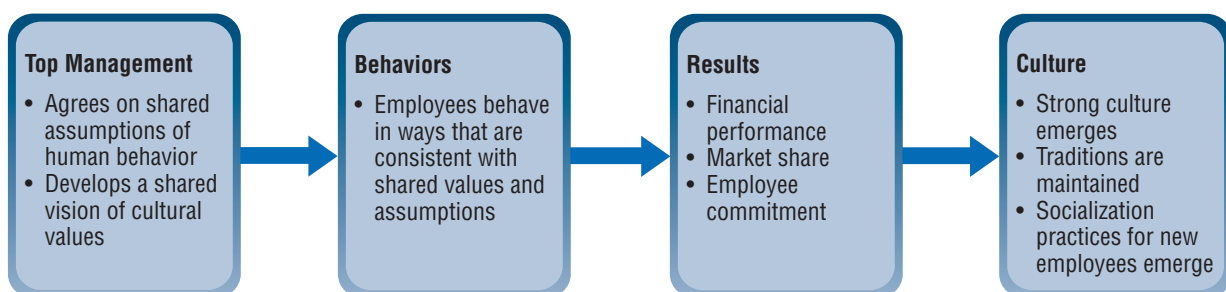 Top Management
• Agrees on shared
assumptions of
human behavior
• Develops a shared
vision of cultural
values
Behaviors
• Employees behave
in ways that are
consistent with
shared values and
assumptions
Results
• Financial
performance
• Market share
• Employee
commitment
Culture
• Strong culture
emerges
• Traditions are
maintained
• Socialization
practices for new
employees emerge